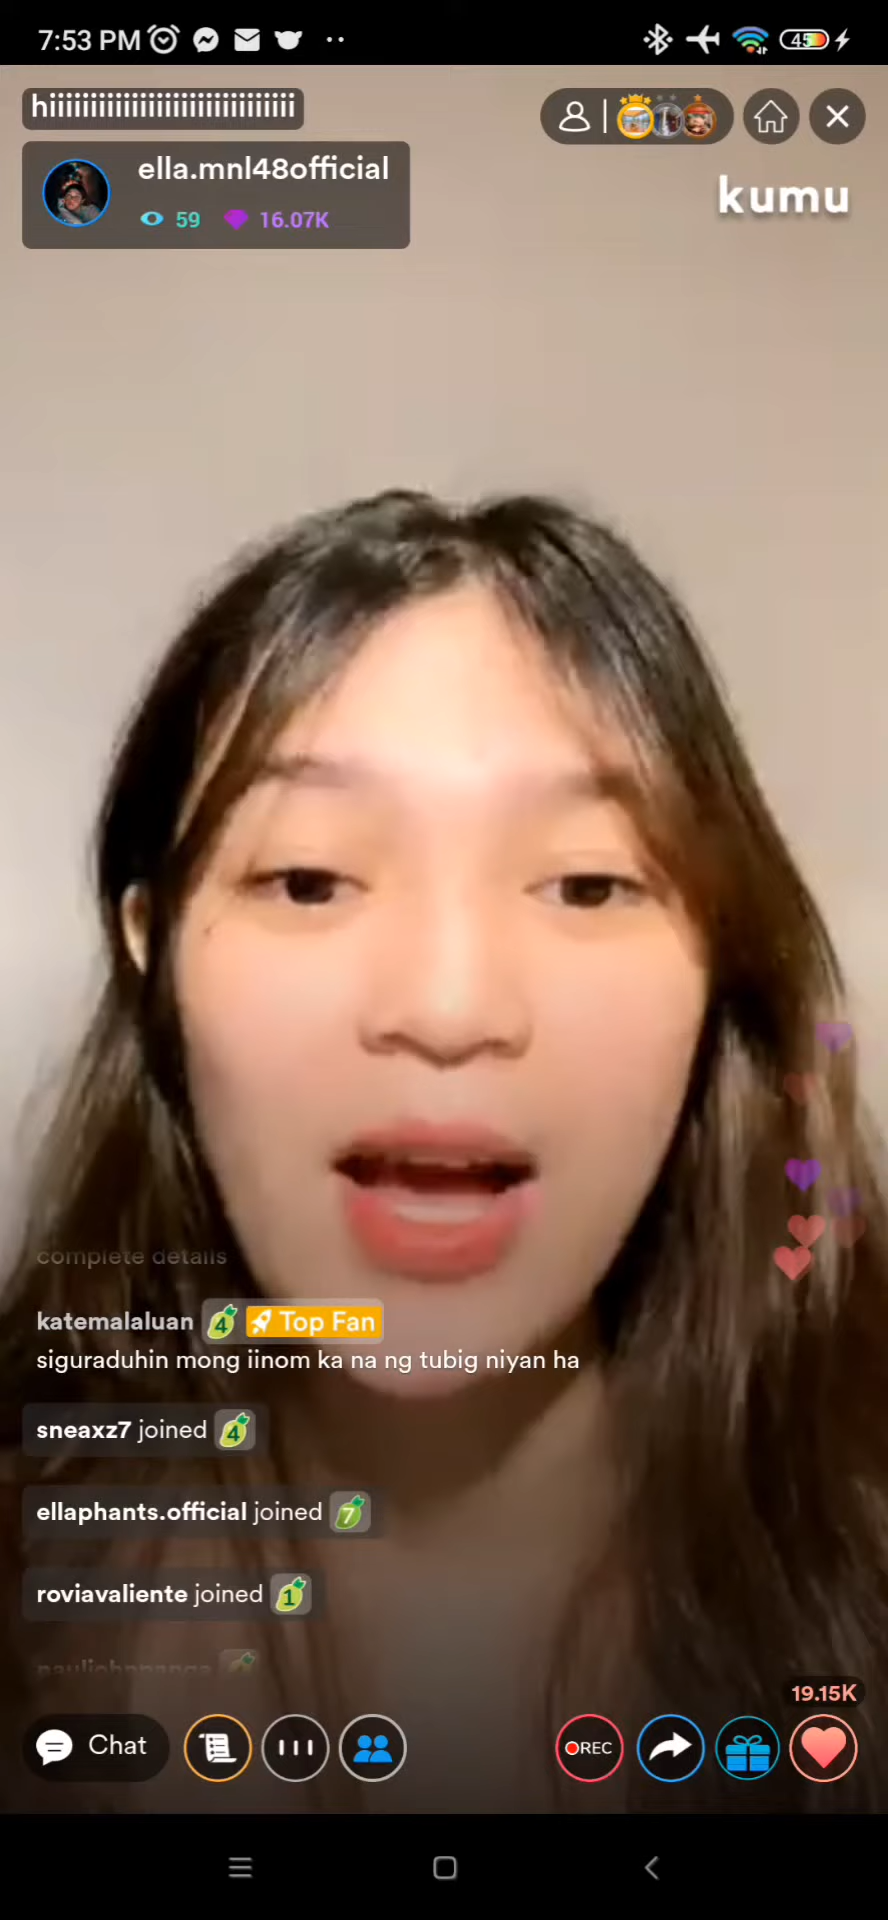 7:53 PM
45
hiiiiiiiiiiiiiiiiiiiiiiiiiiiiii
ella.mnl48official
59 16.07K
kumu
complete details
katemalaluan 4 Top Fan
siguraduhin mong iinom ka na ng tubig niyan ha
sneaxz7 joined 4
ellaphants.official joined 7
roviavaliente joined 1
19.15K
Chat
REC